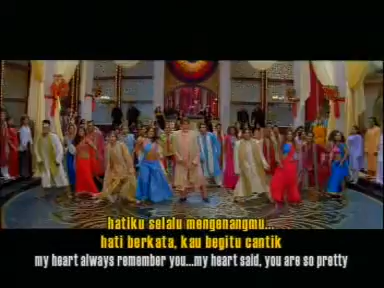 hatiku selalu mengenangmu...
hati berkata, kau begitu cantik
my heart always remember you...my heart said, you are so pretty